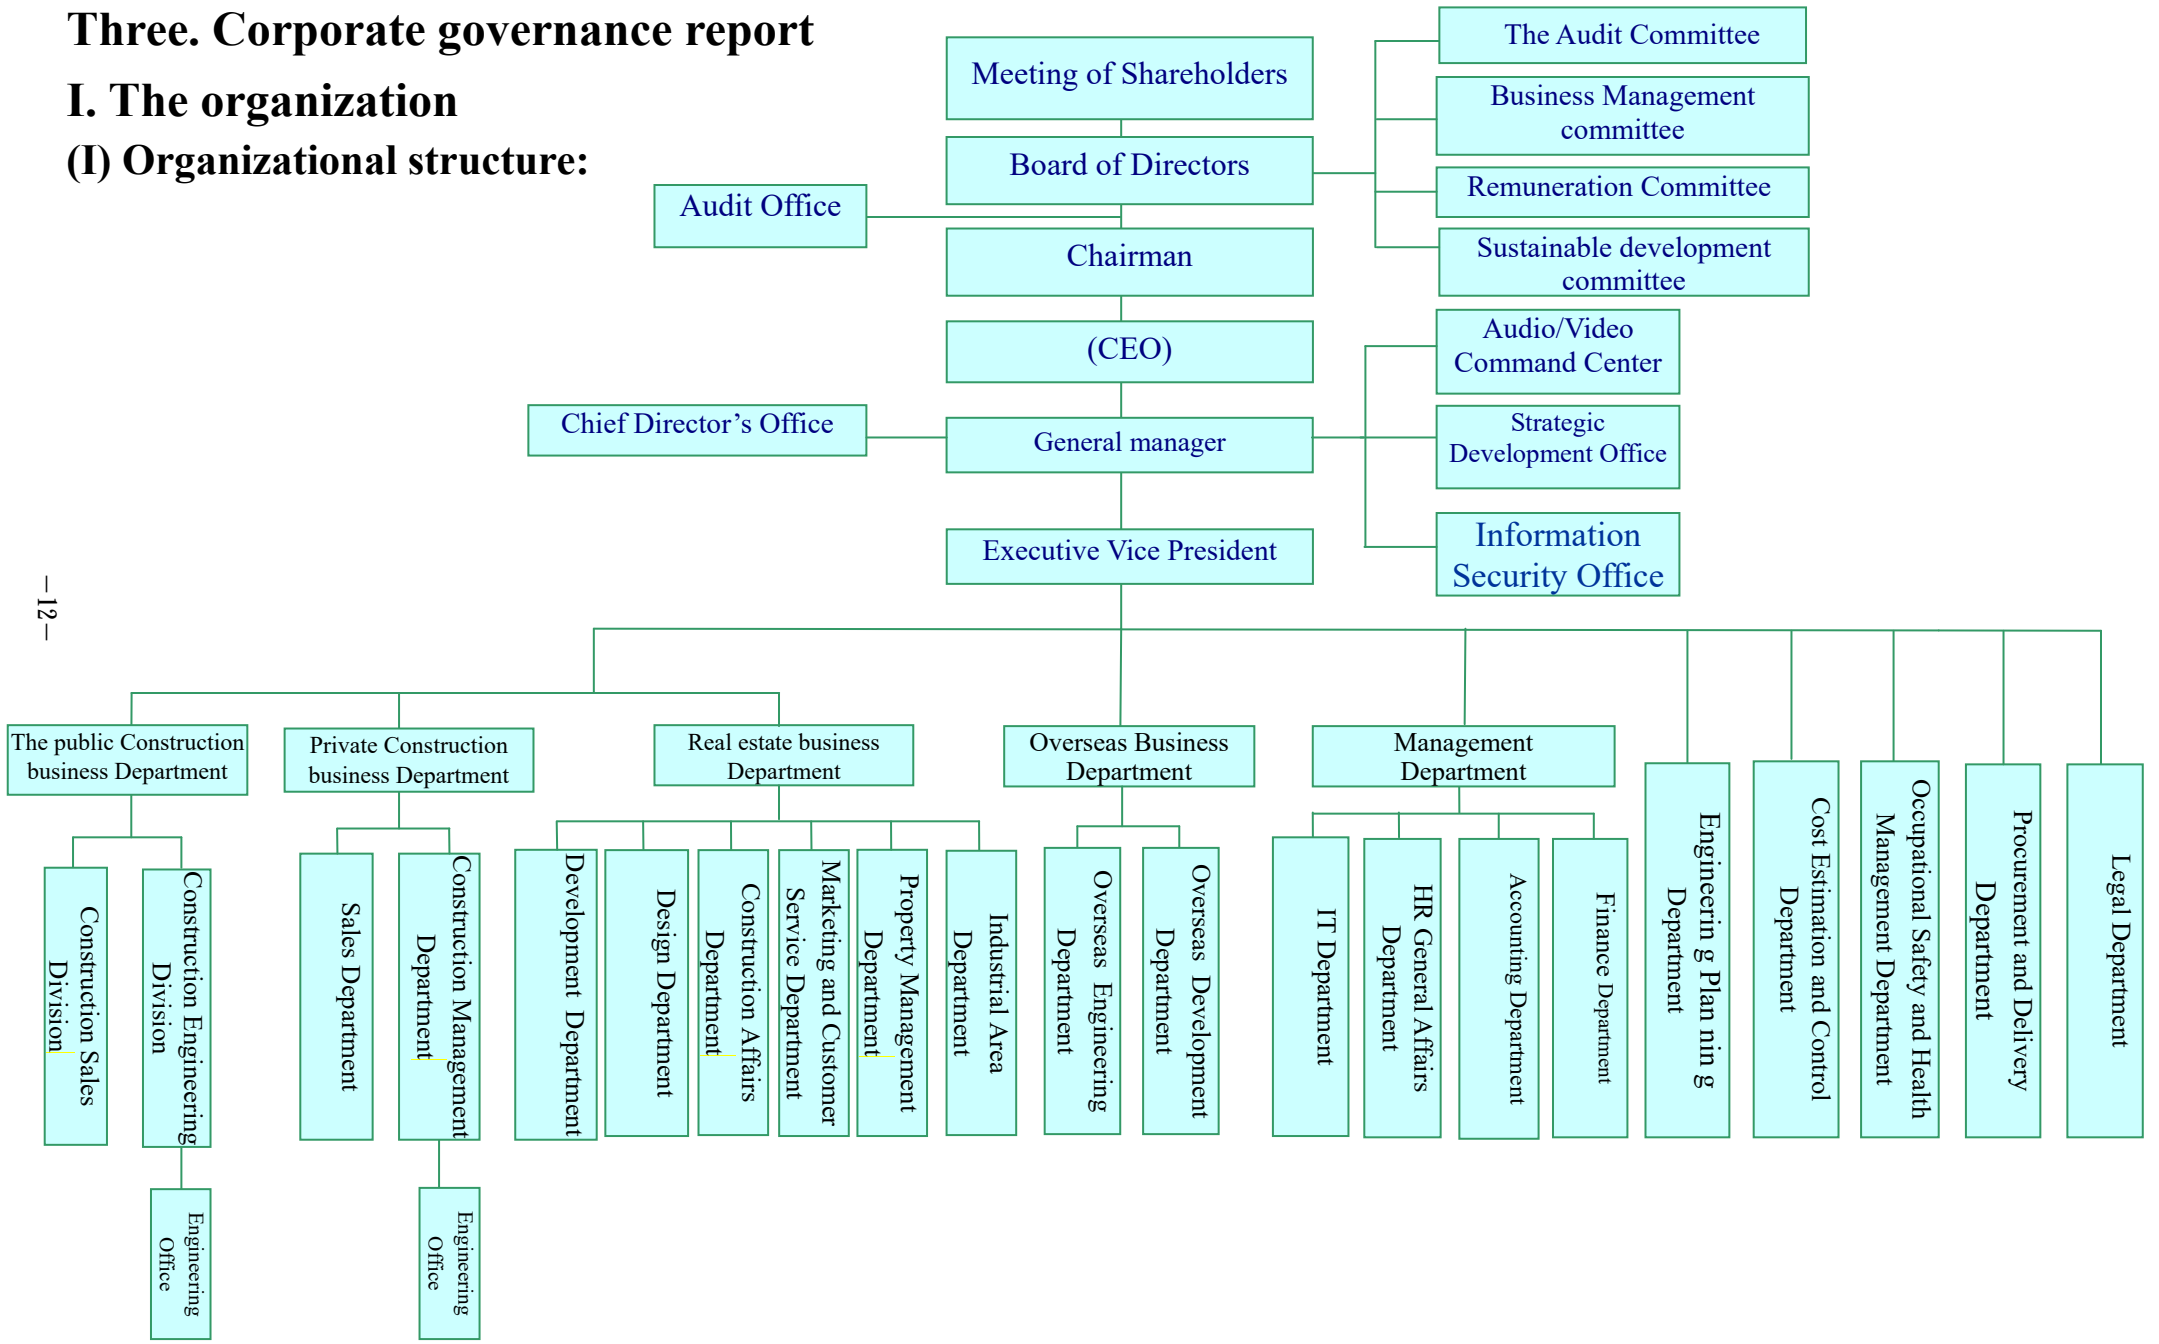 Three. Corporate governance report
I. The organization
(I) Organizational structure:
Meeting of Shareholders
Board of Directors
The Audit Committee
Business Management
committee
Remuneration Committee
Sustainable development
committee
Audit Office
Chairman
(CEO)
Audio/Video
Command Center
Chief Director’s Office
General manager
Strategic
Development Office
Executive Vice President
Information
Security Office
—12—
The public Construction
business Department
Private Construction
business Department
Real estate business
Department
Overseas Business
Department
Management
Department
Construction Sales
Division
Construction Engineering
Division
Sales Department
Construction Management
Department
Development Department
Design Department
Construction Affairs
Department
Marketing and Customer
Service Department
Property Management
Department
Industrial Area
Department
Overseas Engineering
Department
Overseas Development
Department
IT Department
HR General Affairs
Department
Accounting Department
Finance Department
Engineerin g Plan nin g
Department
Cost Estimation and Control
Department
Occupational Safety and Health
Management Department
Procurement and Delivery
Department
Legal Department
Engineering
Office
Engineering
Office